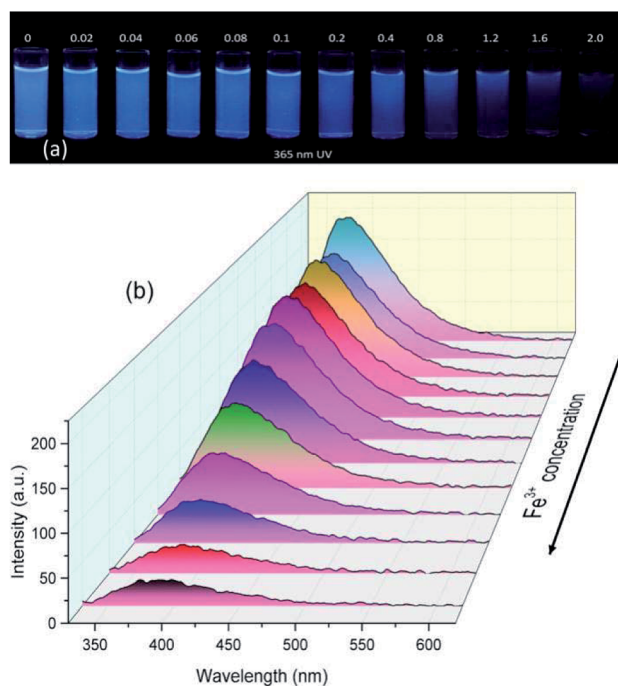 0 0.02 0.04 0.06 0.08 0.1 0.2 0.4 0.8 1.2 1.6 2.0
(a)
365 nm UV
(b)
200
150
100
50
0
Intensity (a.u.)
Fe³⁺ concentration
350 400 450 500 550 600
Wavelength (nm)